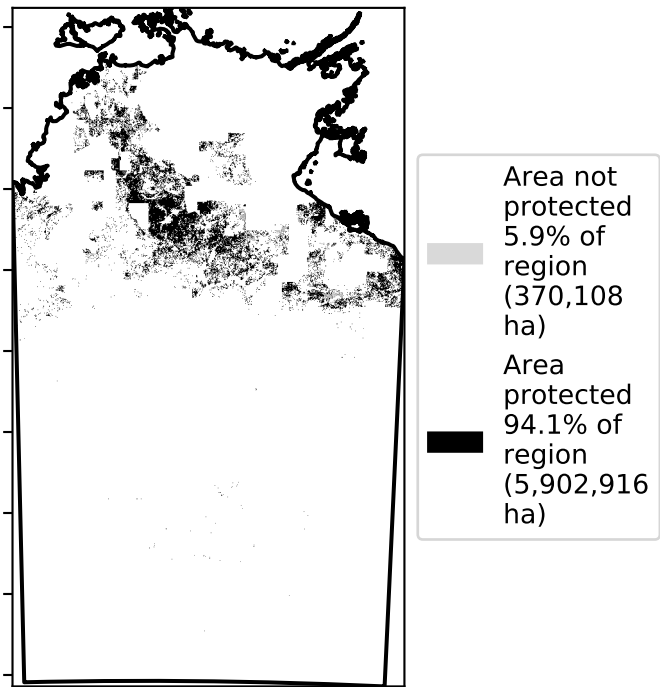 Area not
protected
5.9% of
region
(370,108
ha)
Area
protected
94.1% of
region
(5,902,916
ha)